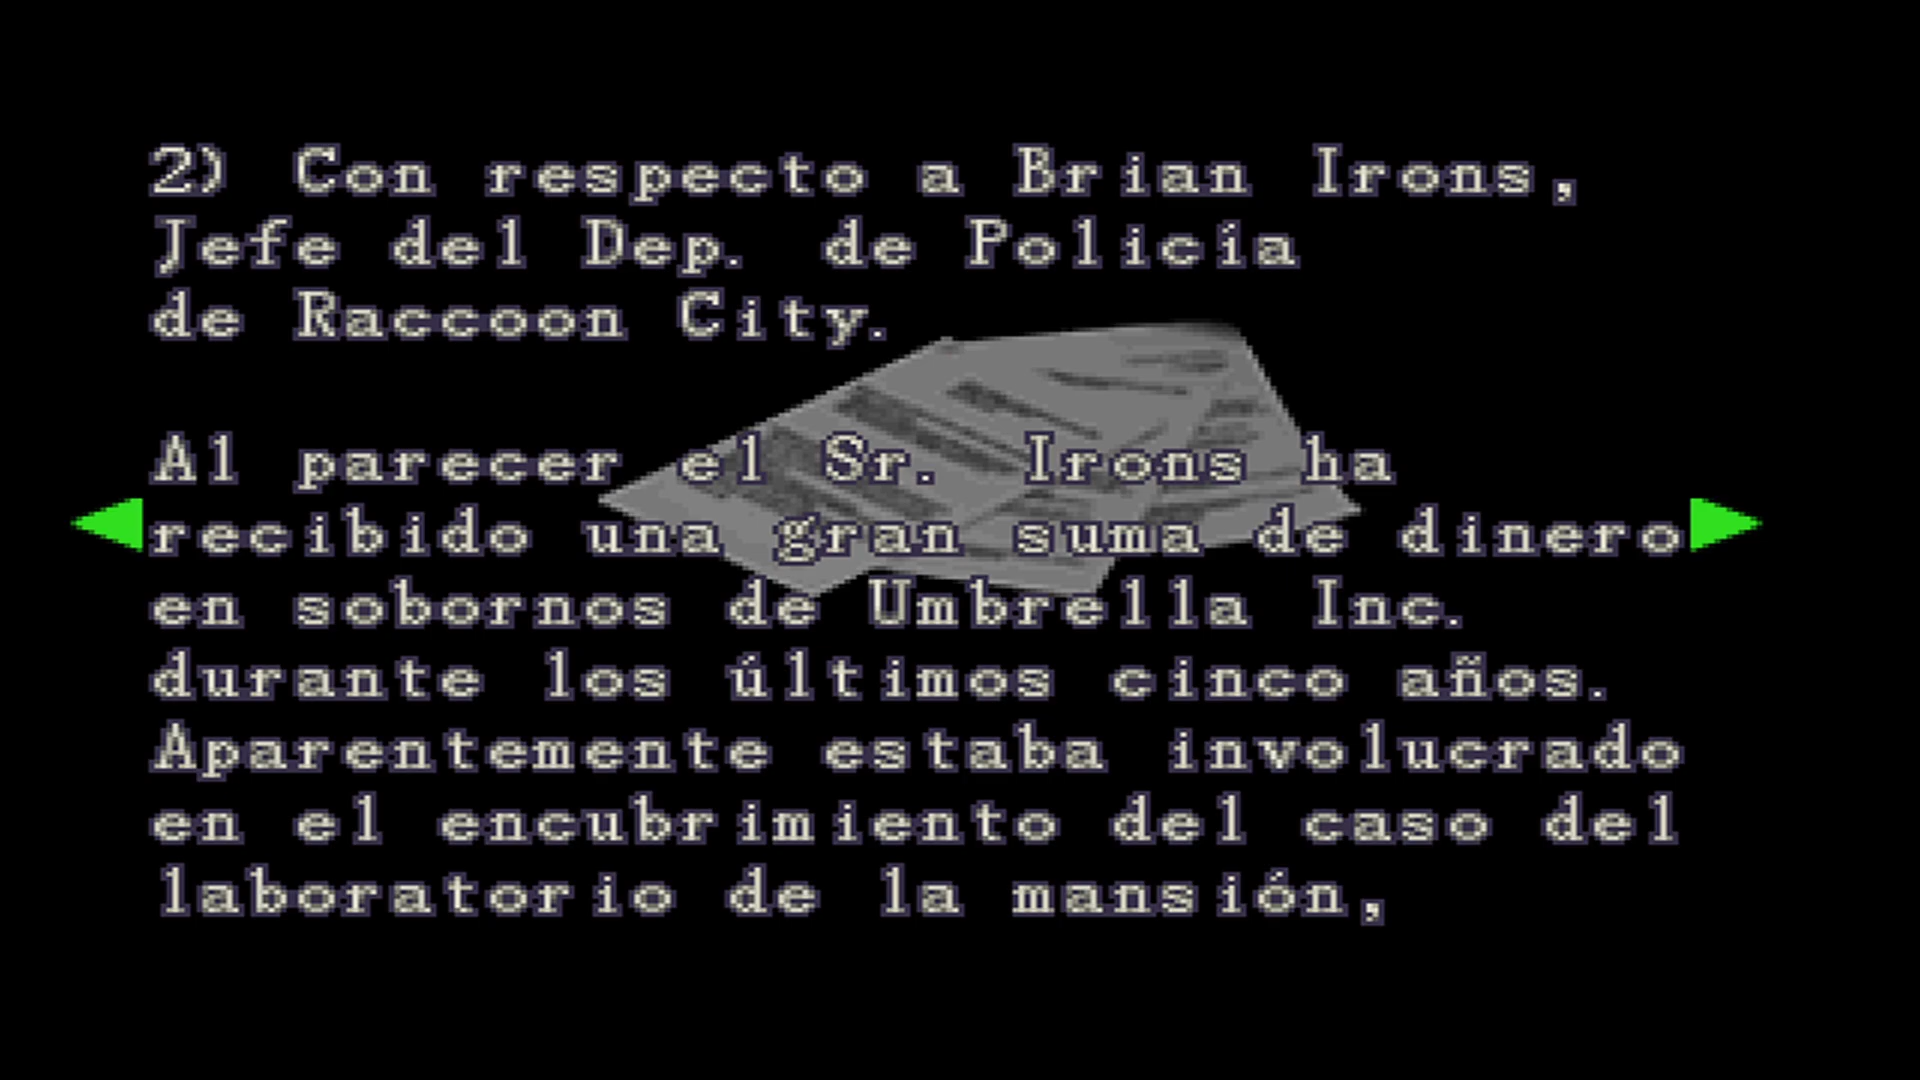 2) Con respecto a Brian Irons,
Jefe del Dep. de Policía
de Raccoon City.
Al parecer el Sr. Irons ha
recibido una gran suma de dinero
en sobornos de Umbrella Inc.
durante los últimos cinco años.
Aparentemente estaba involucrado
en el encubrimiento del caso del
laboratorio de la mansión,